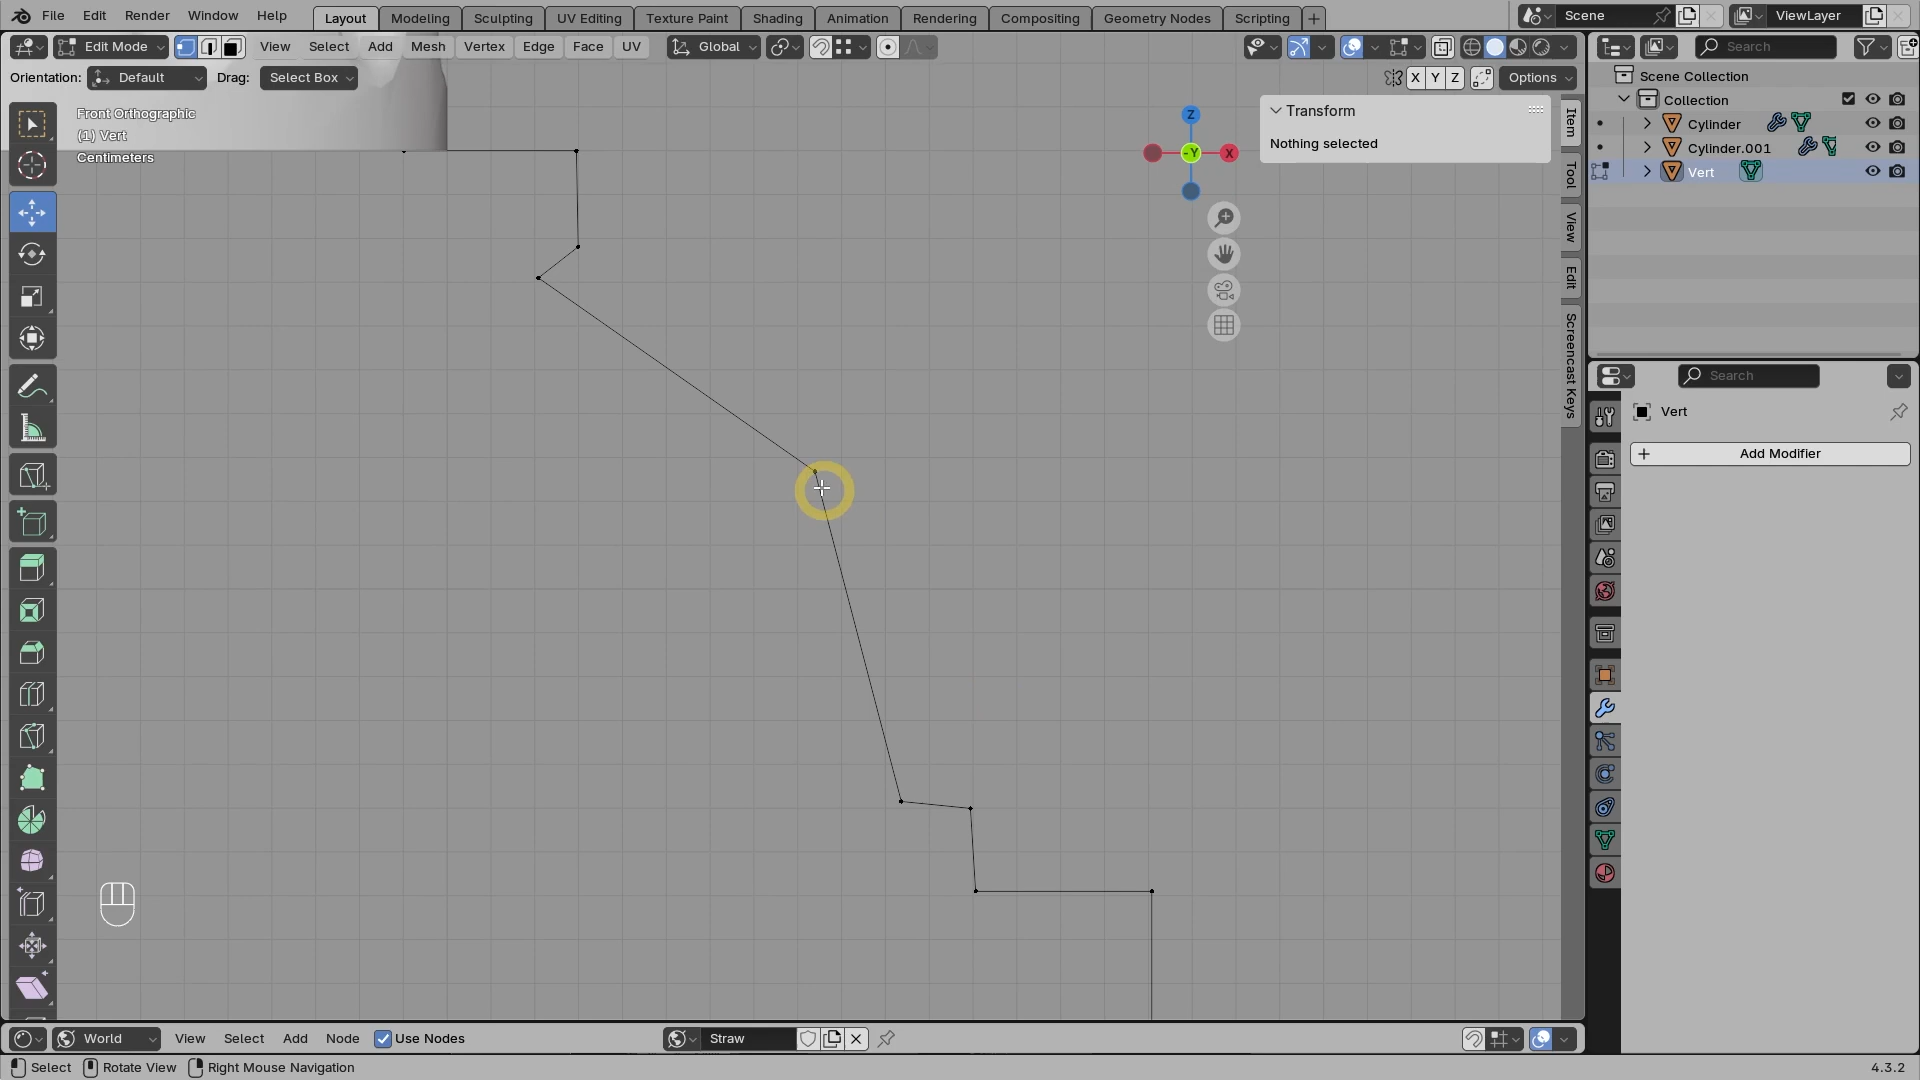 File Edit Render Window Help Layout Modeling Sculpting UV Editing Texture Paint Shading Animation Rendering Compositing Geometry Nodes Scripting + Scene ViewLayer
Edit Mode View Select Add Mesh Vertex Edge Face UV Global Search
Orientation: Default Drag: Select Box X Y Z Options Scene Collection
Front Orthographic
(1) Vert
Centimeters
Z
-Y X
Transform
Nothing selected
Item
Tool
View
Edit
Screencast Keys
Collection
Cylinder
Cylinder.001
Vert
Search
Vert
+ Add Modifier
World View Select Add Node Use Nodes Straw
Select Rotate View Right Mouse Navigation 4.3.2